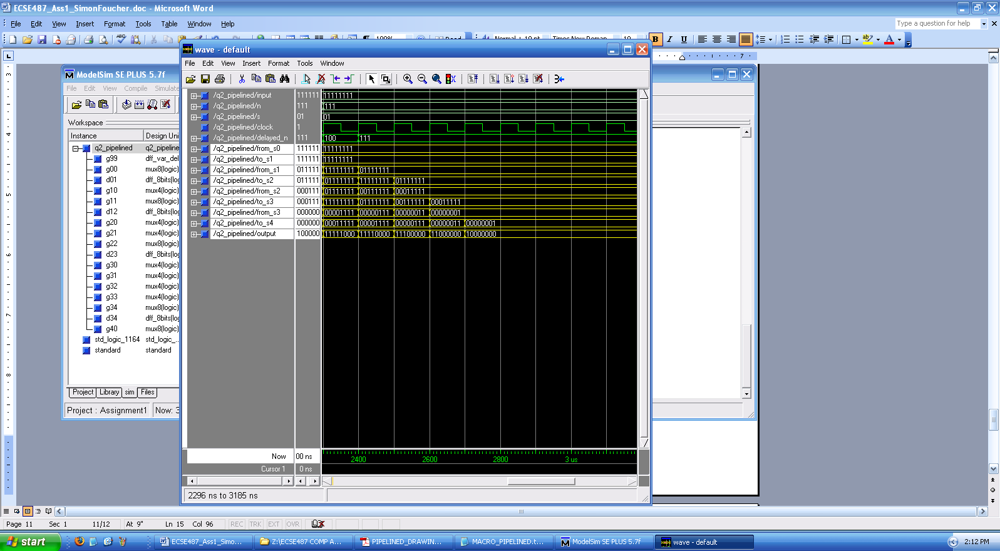 ECSE487_Ass1_SimonFoucher.doc - Microsoft Word
File Edit View Insert Format Tools Table Window Help
Type a question for help
wave - default
File Edit View Insert Format Tools Window
ModelSim SE PLUS 5.7f
File Edit View Compile Simulate
Workspace
Instance Design Uni
q2_pipelined q2_pipeline
g99 dff_var_del
g00 mux8(logic)
d01 dff_8bits(lo
g10 mux4(logic)
g11 mux8(logic)
d12 dff_8bits(lo
g20 mux4(logic)
g21 mux4(logic)
g22 mux8(logic)
d23 dff_8bits(lo
g30 mux4(logic)
g31 mux4(logic)
g32 mux4(logic)
g33 mux4(logic)
g34 mux8(logic)
d34 dff_8bits(lo
g40 mux8(logic)
std_logic_1164 std_logic_...
standard standard
Project Library sim Files
Project : Assignment1 Now: 3
/q2_pipelined/input 111111 11111111
/q2_pipelined/n 111 111
/q2_pipelined/s 01 01
/q2_pipelined/clock 1
/q2_pipelined/delayed_n 111 100 111
/q2_pipelined/from_s0 111111 11111111
/q2_pipelined/to_s1 111111 11111111
/q2_pipelined/from_s1 011111 11111111 01111111
/q2_pipelined/to_s2 011111 01111111 11111111 01111111
/q2_pipelined/from_s2 000111 01111111 00111111 00011111
/q2_pipelined/to_s3 000111 11111111 01111111 00111111 00011111
/q2_pipelined/from_s3 000000 00001111 00000111 00000011 00000001
/q2_pipelined/to_s4 000000 00011111 00001111 00000111 00000011 00000001
/q2_pipelined/output 100000 11111000 11110000 11100000 11000000 10000000
Now 00 ns 2400 2600 2800 3 us
Cursor 1 0 ns
2296 ns to 3185 ns
Page 11 Sec 1 11/12 At 9" Ln 15 Col 96 REC TRK EXT OVR
start ECSE487_Ass1_Simo... Z:\ECSE487 COMP A... PIPELINED_DRAWIN... MACRO_PIPELINED.t... ModelSim SE PLUS 5.7f wave - default 2:12 PM